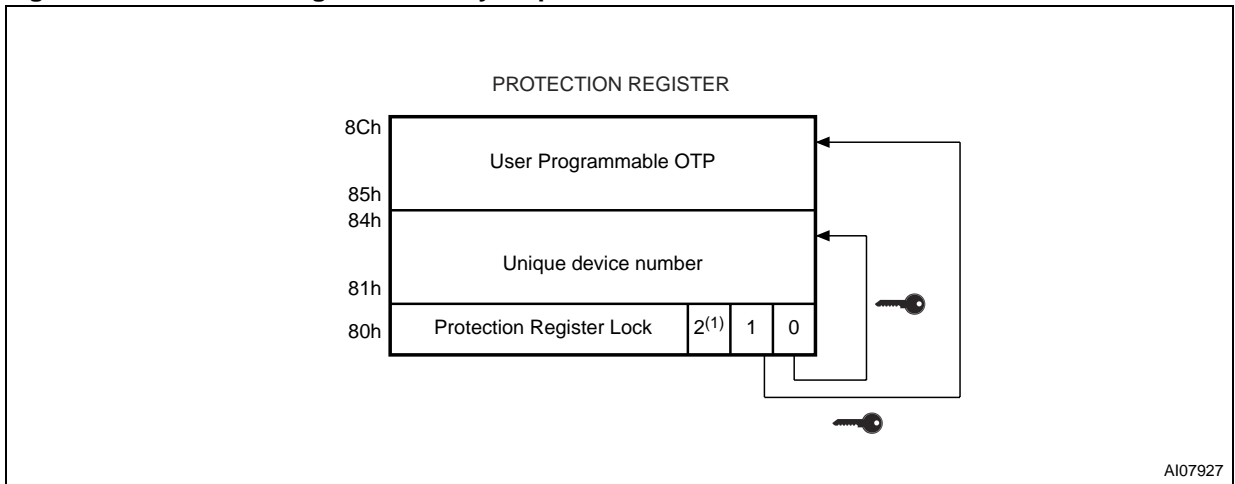 PROTECTION REGISTER
8Ch
User Programmable OTP
85h
84h
Unique device number
81h
80h Protection Register Lock 2(1) 1 0
AI07927